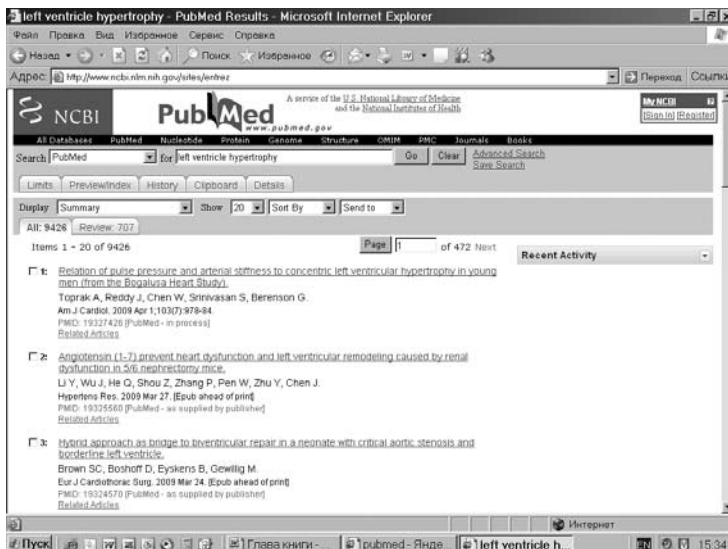 left ventricle hypertrophy - PubMed Results - Microsoft Internet Explorer
Файл Правка Вид Избранное Сервис Справка
Назад Поиск Избранное
Адрес: http://www.ncbi.nlm.nih.gov/sites/entrez Переход Ссылки
NCBI PubMed www.pubmed.gov
A service of the U.S. National Library of Medicine
and the National Institutes of Health
My NCBI
[Sign In] [Register]
All Databases PubMed Nucleotide Protein Genome Structure OMIM PMC Journals Books
Search PubMed for left ventricle hypertrophy Go Clear Advanced Search
Save Search
Limits Preview/Index History Clipboard Details
Display Summary Show 20 Sort By Send to
All: 9426 Review: 707
Items 1 - 20 of 9426 Page 1 of 472 Next
Recent Activity
1: Relation of pulse pressure and arterial stiffness to concentric left ventricular hypertrophy in young
men (from the Bogalusa Heart Study).
Toprak A, Reddy J, Chen W, Srinivasan S, Berenson G.
Am J Cardiol. 2009 Apr 1;103(7):978-84.
PMID: 19327426 [PubMed - in process]
Related Articles
2: Angiotensin (1-7) prevent heart dysfunction and left ventricular remodeling caused by renal
dysfunction in 5/6 nephrectomy mice.
Li Y, Wu J, He Q, Shou Z, Zhang P, Pen W, Zhu Y, Chen J.
Hypertens Res. 2009 Mar 27. [Epub ahead of print]
PMID: 19325560 [PubMed - as supplied by publisher]
Related Articles
3: Hybrid approach as bridge to biventricular repair in a neonate with critical aortic stenosis and
borderline left ventricle.
Brown SC, Boshoff D, Eyskens B, Gewillig M.
Eur J Cardiothorac Surg. 2009 Mar 24. [Epub ahead of print]
PMID: 19324570 [PubMed - as supplied by publisher]
Related Articles
Интернет
Пуск Глава книги - ... pubmed - Янде... left ventricle h... EN 15:34